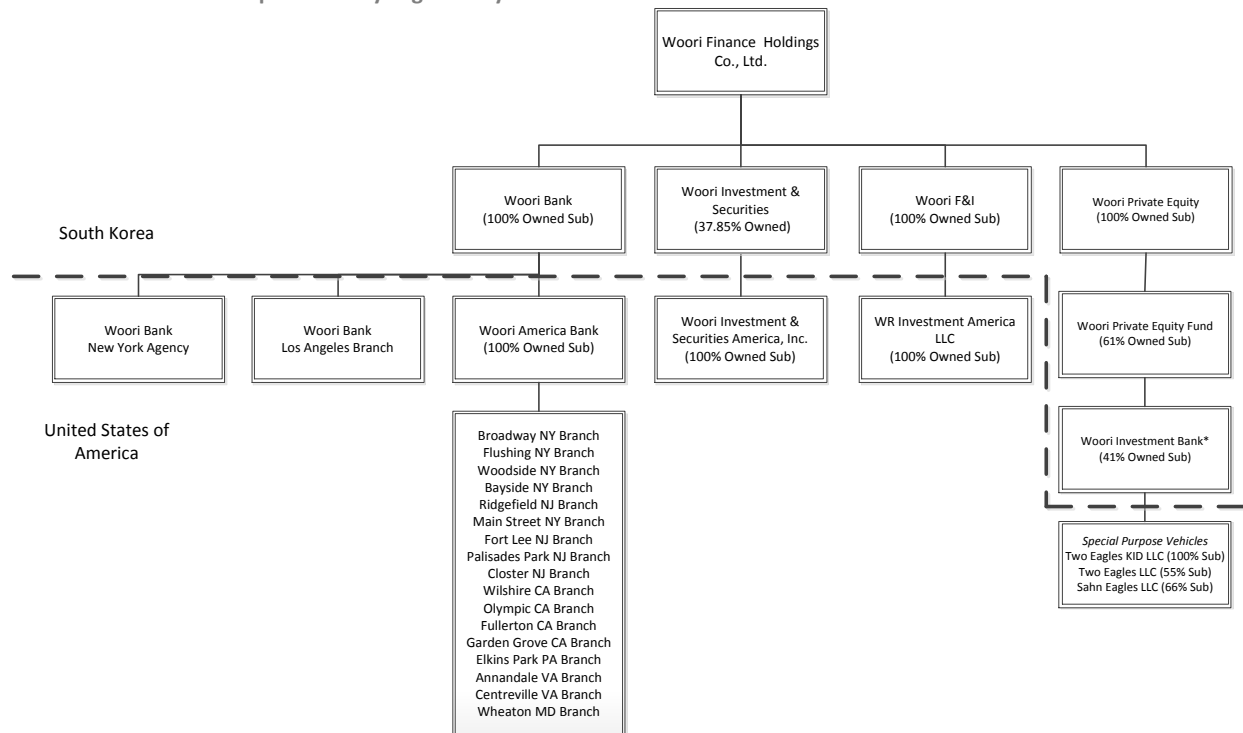 Woori Finance Holdings
Co., Ltd.
Woori Bank
(100% Owned Sub)
Woori Investment &
Securities
(37.85% Owned)
Woori F&I
(100% Owned Sub)
Woori Private Equity
(100% Owned Sub)
South Korea
Woori Bank
New York Agency
Woori Bank
Los Angeles Branch
Woori America Bank
(100% Owned Sub)
Woori Investment &
Securities America, Inc.
(100% Owned Sub)
WR Investment America
LLC
(100% Owned Sub)
Woori Private Equity Fund
(61% Owned Sub)
United States of
America
Woori Investment Bank*
(41% Owned Sub)
Broadway NY Branch
Flushing NY Branch
Woodside NY Branch
Bayside NY Branch
Ridgefield NJ Branch
Main Street NY Branch
Fort Lee NJ Branch
Palisades Park NJ Branch
Closter NJ Branch
Wilshire CA Branch
Olympic CA Branch
Fullerton CA Branch
Garden Grove CA Branch
Elkins Park PA Branch
Annandale VA Branch
Centreville VA Branch
Wheaton MD Branch
Special Purpose Vehicles
Two Eagles KID LLC (100% Sub)
Two Eagles LLC (55% Sub)
Sahn Eagles LLC (66% Sub)